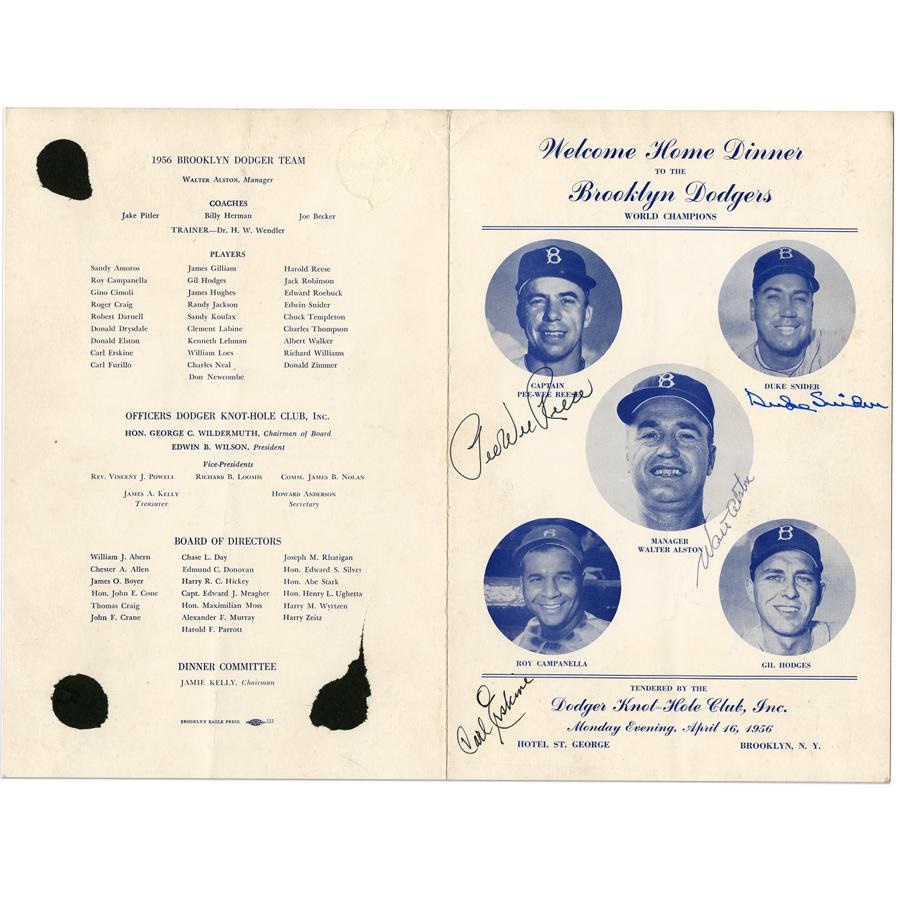 1956 BROOKLYN DODGER TEAM
WALTER ALSTON, Manager
COACHES
Jake Pitler Billy Herman Joe Becker
TRAINER—Dr. H. W. Wendler
PLAYERS
Sandy Amoros James Gilliam Harold Reese
Roy Campanella Gil Hodges Jack Robinson
Gino Cimoli James Hughes Edward Roebuck
Roger Craig Randy Jackson Edwin Snider
Robert Darnell Sandy Koufax Chuck Templeton
Donald Drysdale Clement Labine Charles Thompson
Donald Elston Kenneth Lehman Albert Walker
Carl Erskine William Loes Richard Williams
Carl Furillo Charles Neal Donald Zimmer
Don Newcombe
OFFICERS DODGER KNOT-HOLE CLUB, Inc.
HON. GEORGE C. WILDERMUTH, Chairman of Board
EDWIN B. WILSON, President
Vice-Presidents
REV. VINCENT J. POWELL RICHARD B. LOOMIS COMM. JAMES B. NOLAN
JAMES A. KELLY HOWARD ANDERSON
Treasurer Secretary
BOARD OF DIRECTORS
William J. Ahern Chase L. Day Joseph M. Rhatigan
Chester A. Allen Edmund C. Donovan Hon. Edward S. Silver
James O. Boyer Harry R. C. Hickey Hon. Abe Stark
Hon. John E. Cone Capt. Edward J. Meagher Hon. Henry L. Ughetta
Thomas Craig Hon. Maximilian Moss Harry M. Wyrtzen
John F. Crane Alexander F. Murray Harry Zeitz
Harold F. Parrott
DINNER COMMITTEE
JAMIE KELLY, Chairman
BROOKLYN EAGLE PRESS 333
Welcome Home Dinner
TO THE
Brooklyn Dodgers
WORLD CHAMPIONS
B
B
CAPTAIN
PEE-WEE REESE
Pee Wee Reese
DUKE SNIDER
Duke Snider
B
MANAGER
WALTER ALSTON
Walt Alston
B
B
ROY CAMPANELLA
GIL HODGES
Carl Erskine
TENDERED BY THE
Dodger Knot-Hole Club, Inc.
Monday Evening, April 16, 1956
HOTEL ST. GEORGE BROOKLYN, N. Y.